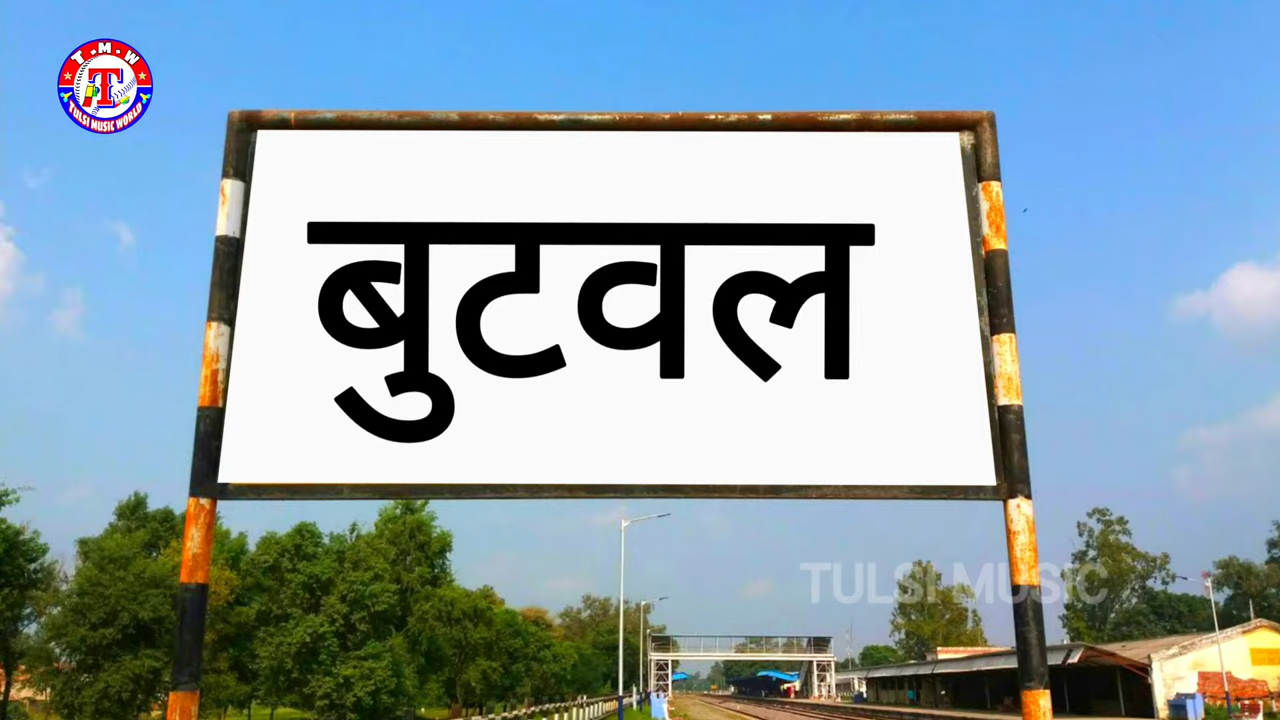 T.M.W
T
TULSI MUSIC WORLD
बुटवल
TULSI MUSIC